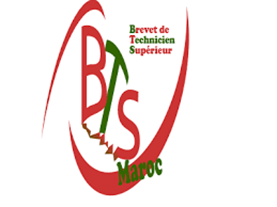 Brevet de
Technicien
Supérieur
BTS
Maroc